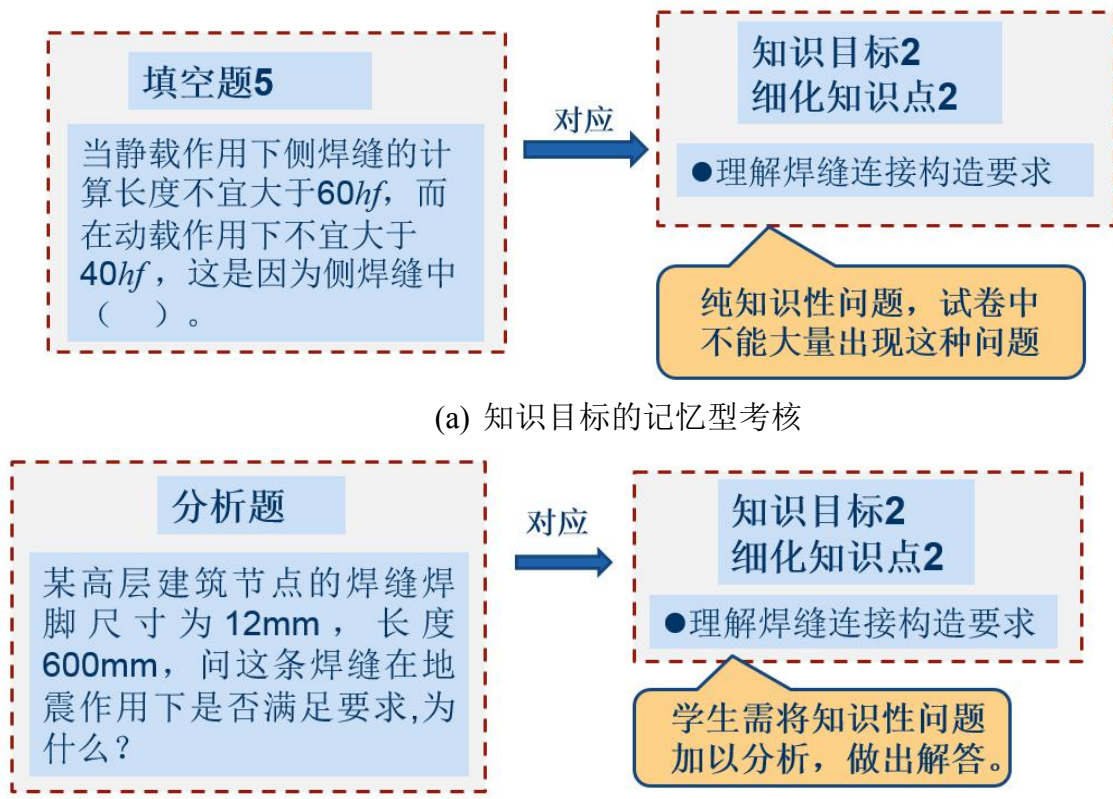 填空题5
当静载作用下侧焊缝的计
算长度不宜大于60hf，而
在动载作用下不宜大于
40hf，这是因为侧焊缝中
（ ）。
对应
知识目标2
细化知识点2
●理解焊缝连接构造要求
纯知识性问题，试卷中
不能大量出现这种问题
(a) 知识目标的记忆型考核
分析题
某高层建筑节点的焊缝焊
脚尺寸为12mm，长度
600mm，问这条焊缝在地
震作用下是否满足要求,为
什么？
对应
知识目标2
细化知识点2
●理解焊缝连接构造要求
学生需将知识性问题
加以分析，做出解答。